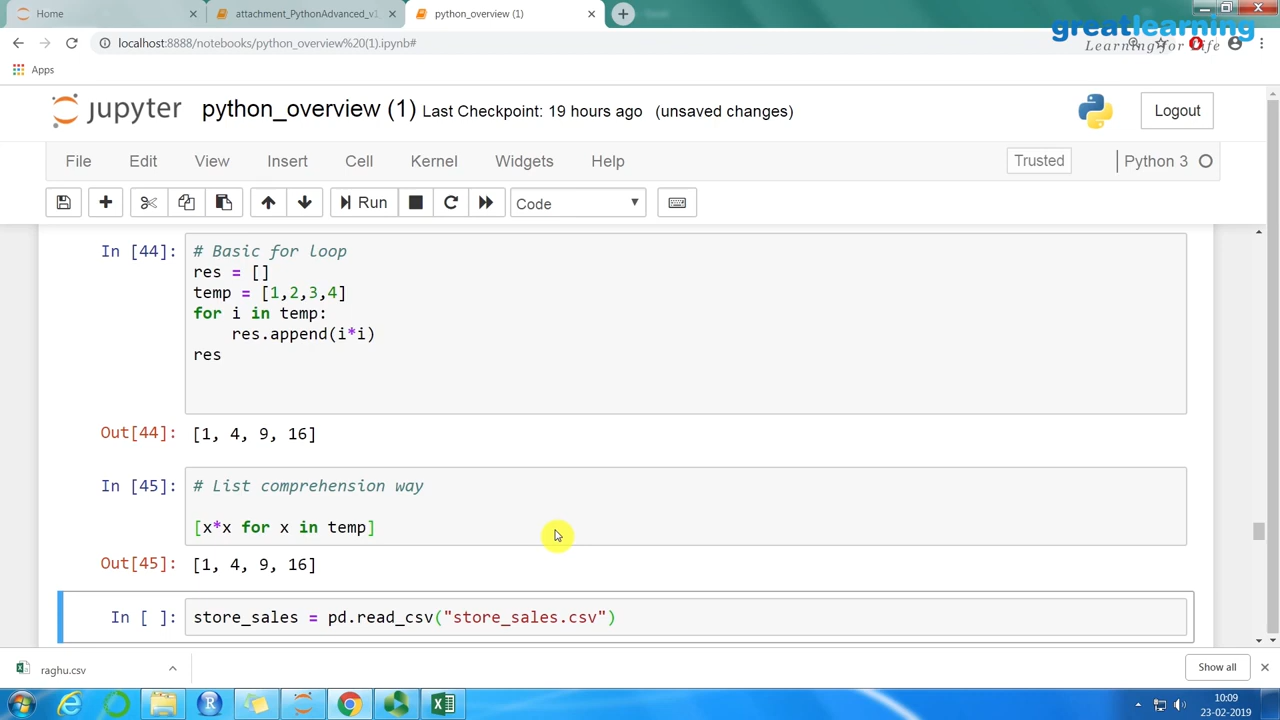 Home
attachment_PythonAdvanced_v1
python_overview (1)
greatlearning
Learning for Life
localhost:8888/notebooks/python_overview%20(1).ipynb#
Apps
jupyter python_overview (1) Last Checkpoint: 19 hours ago (unsaved changes)
Logout
File Edit View Insert Cell Kernel Widgets Help
Trusted
Python 3
Run
Code
In [44]:
# Basic for loop
res = []
temp = [1,2,3,4]
for i in temp:
    res.append(i*i)
res
Out[44]: [1, 4, 9, 16]
In [45]:
# List comprehension way
[x*x for x in temp]
Out[45]: [1, 4, 9, 16]
In [ ]: store_sales = pd.read_csv("store_sales.csv")
raghu.csv
Show all
10:09
23-02-2019